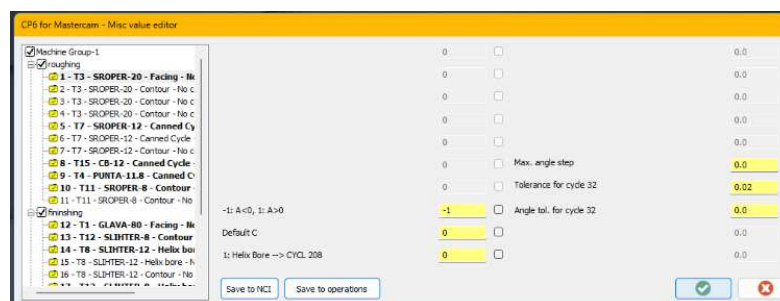 CP6 for Mastercam - Misc value editor
Machine Group-1
roughing
1 - T3 - SROPER-20 - Facing - No
2 - T3 - SROPER-20 - Contour - No c
3 - T3 - SROPER-20 - Contour - No c
4 - T3 - SROPER-20 - Contour - No c
5 - T7 - SROPER-12 - Canned Cy
6 - T7 - SROPER-12 - Canned Cycle
7 - T7 - SROPER-12 - Canned Cycle
8 - T15 - CB-12 - Canned Cycle -
9 - T4 - PUNTA-11.8 - Canned C
10 - T11 - SROPER-8 - Contour -
11 - T11 - SROPER-8 - Contour - No
fininshing
12 - T1 - GLAVA-80 - Facing - No
13 - T12 - SLIHTER-8 - Contour
14 - T8 - SLIHTER-12 - Helix bor
15 - T8 - SLIHTER-12 - Helix bore - N
16 - T8 - SLIHTER-12 - Contour - No
0 0.0
0 0.0
0 0.0
0 0.0
0 0.0
0 Max. angle step 0.0
0 Tolerance for cycle 32 0.02
-1: A<0, 1: A>0 -1 Angle tol. for cycle 32 0.0
Default C 0 0.0
1: Helix Bore --> CYCL 208 0 0.0
Save to NCI Save to operations